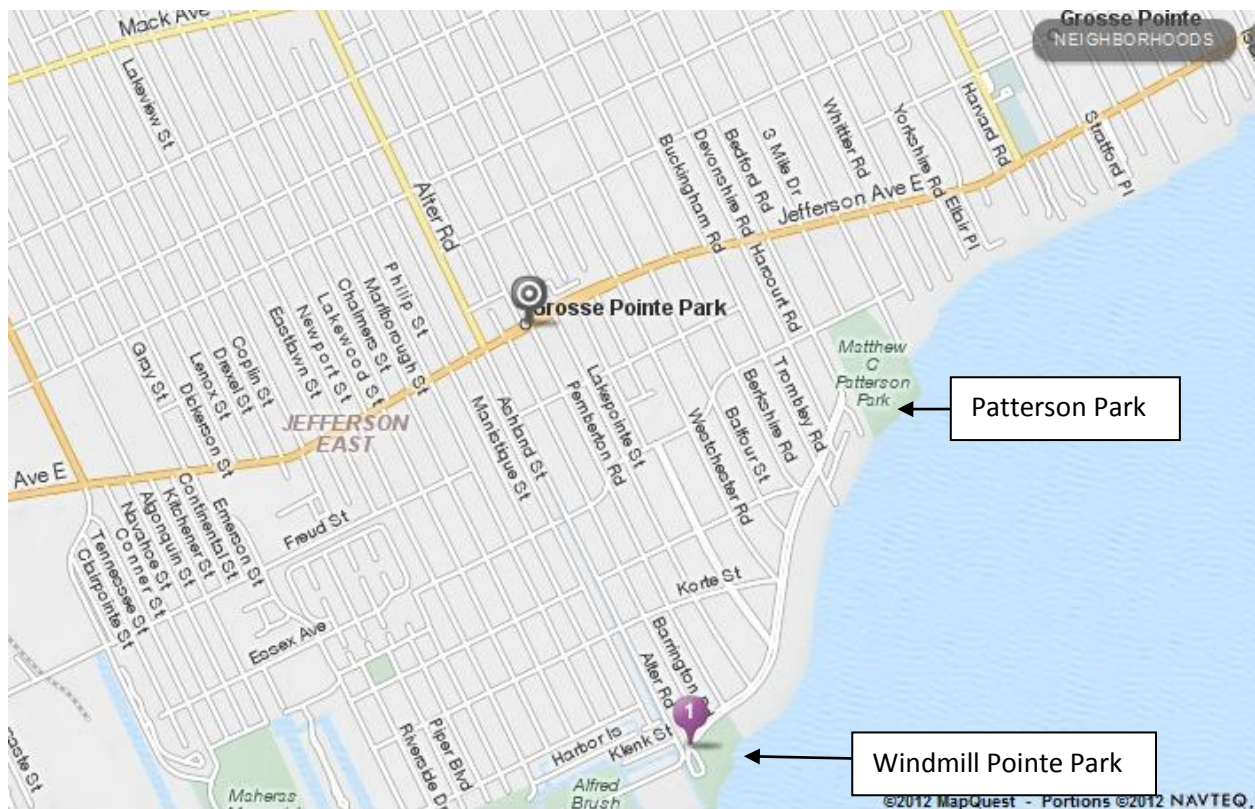 Mack Ave
Grosse Pointe
NEIGHBORHOODS
Lakeview St
Alter Rd
Buckingham Rd
Devonshire Rd
Bedford Rd
3 Mile Dr
Whittier Rd
Yorkshire Rd
Harvard Rd
Stratford Pl
Ellair Pl
Jefferson Ave E
Harcourt Rd
Philip St
Marlborough St
Chalmers St
Lakewood St
Newport St
Eastlawn St
Grosse Pointe Park
Coplin St
Drexel St
Lenox St
Dickerson St
Gray St
JEFFERSON
EAST
Ashland St
Manistique St
Lakepointe St
Pemberton Rd
Westchester Rd
Balfour St
Berkshire Rd
Trombley Rd
Matthew
C
Patterson
Park
Patterson Park
Ave E
Freud St
Emerson St
Continental St
Kitchener St
Algonquin St
Navahoe St
Conner St
Tennessee St
Clairpointe St
Essex Ave
Korte St
Barrington
Alter Rd
1
Harbor Is
Klenk St
Piper Blvd
Riverside Dr
Alfred
Brush
Maheras
Windmill Pointe Park
©2012 MapQuest - Portions ©2012 NAVTEQ